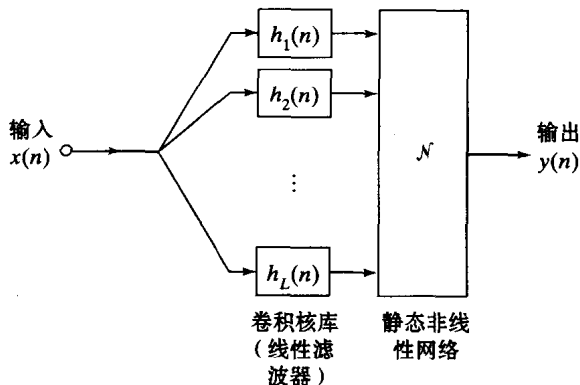 h₁(n)
h₂(n)
输入
x(n)
𝒩
输出
y(n)
⋮
h_L(n)
卷积核库
(线性滤
波器)
静态非线
性网络